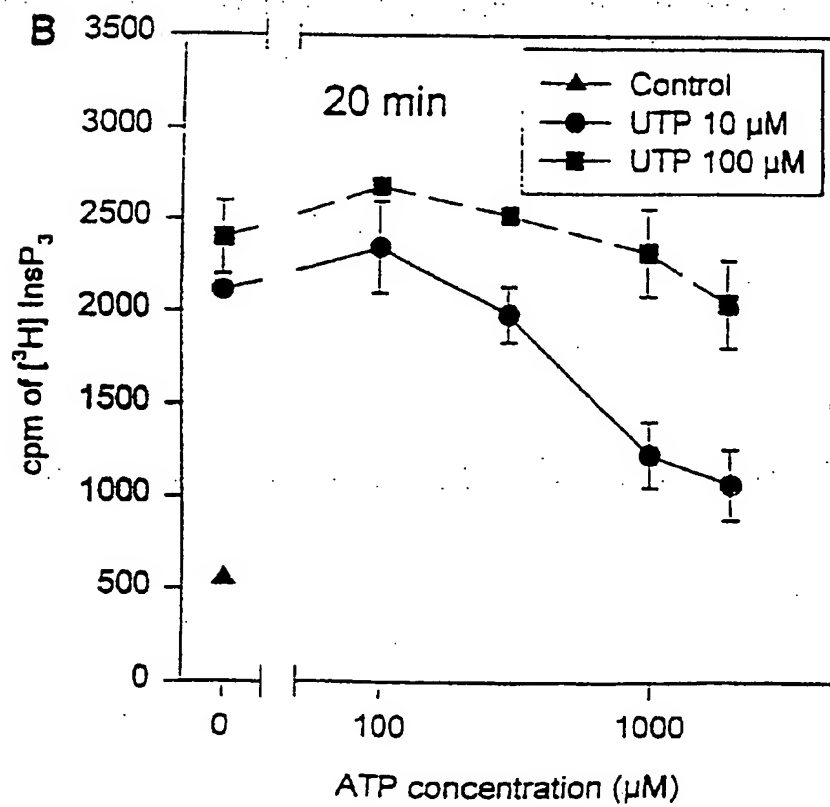 B
3500
3000
2500
2000
1500
1000
500
0
cpm of [³H] InsP₃
20 min
Control
UTP 10 µM
UTP 100 µM
0
100
1000
ATP concentration (µM)